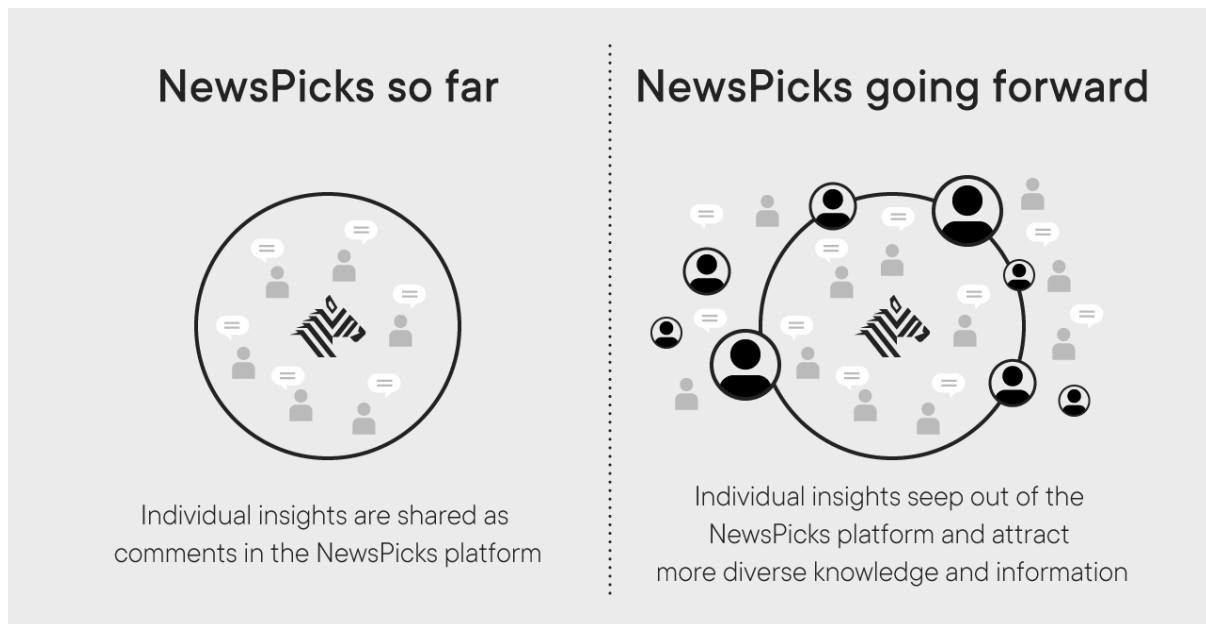 NewsPicks so far
Individual insights are shared as
comments in the NewsPicks platform
NewsPicks going forward
Individual insights seep out of the
NewsPicks platform and attract
more diverse knowledge and information